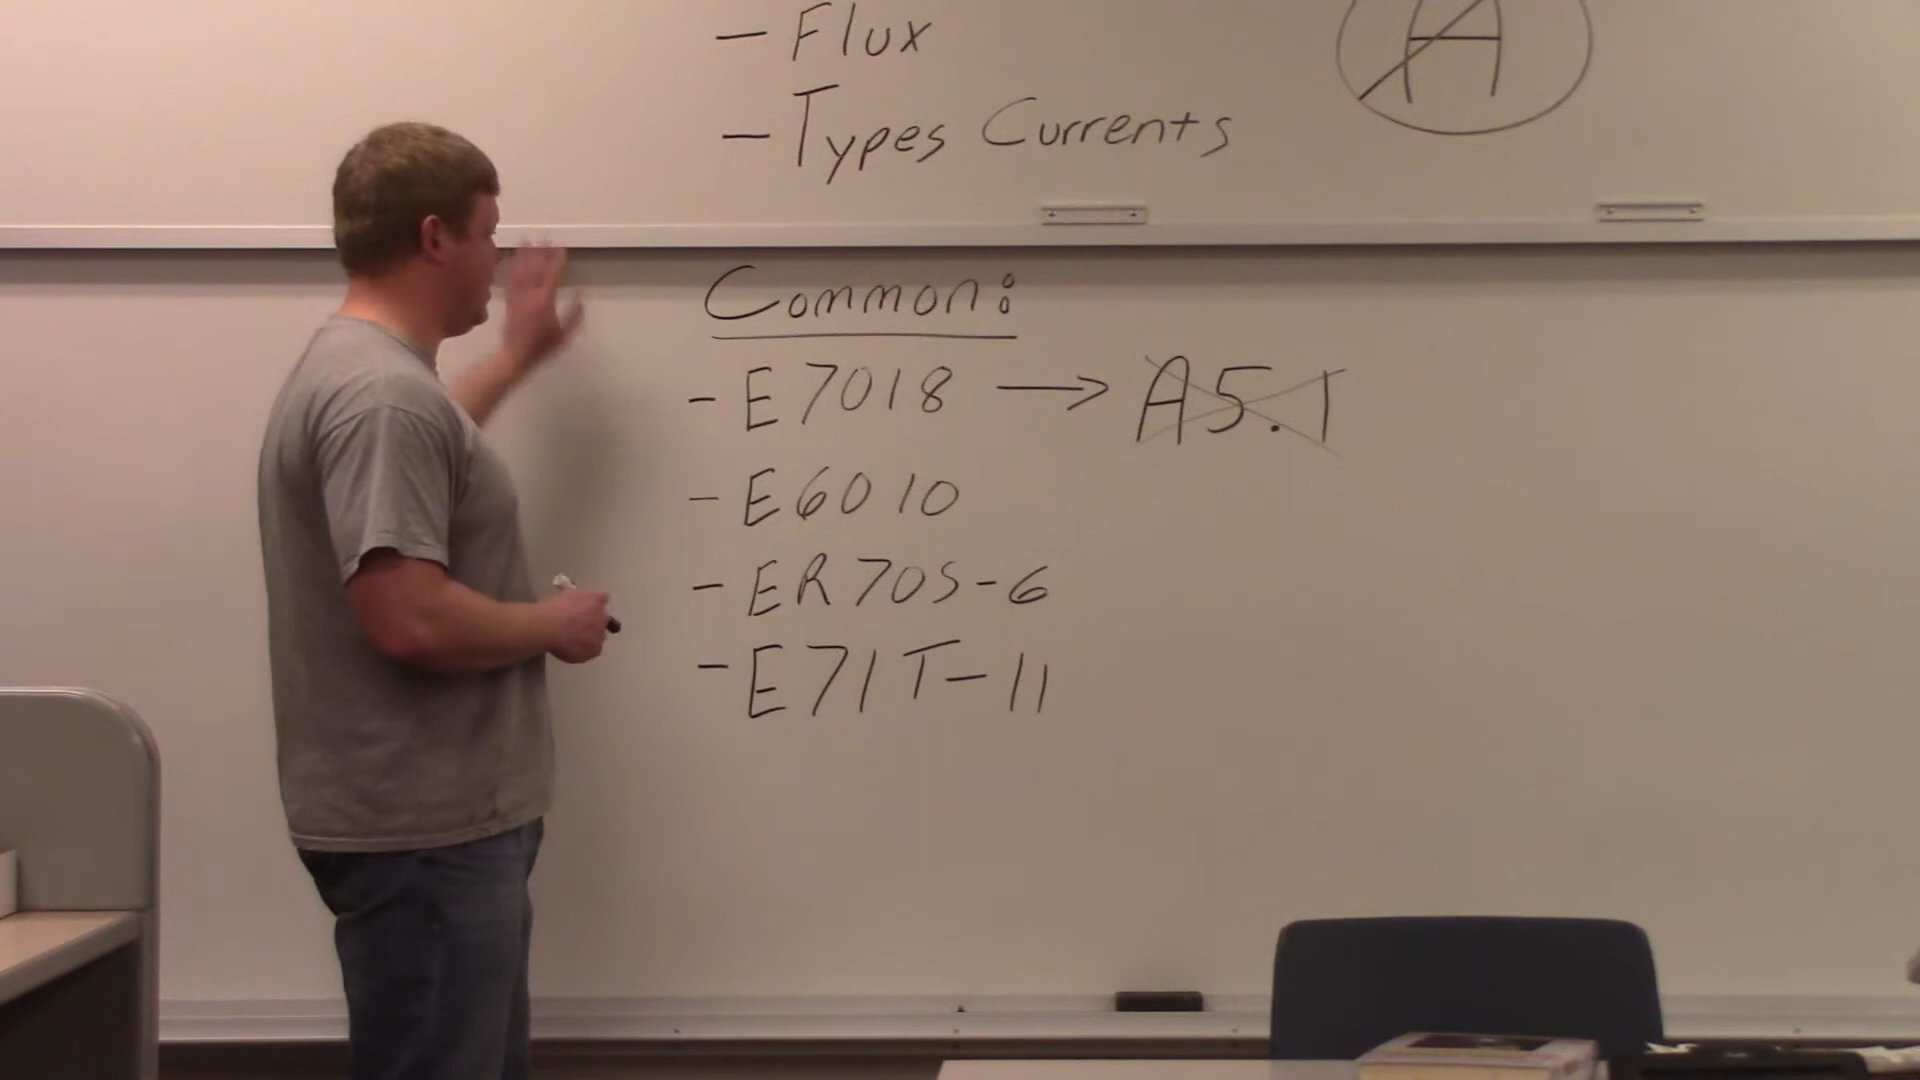 - Flux
- Types Currents
A
Common:
- E7018 → A5.1
- E6010
- ER70S-6
- E71T-11